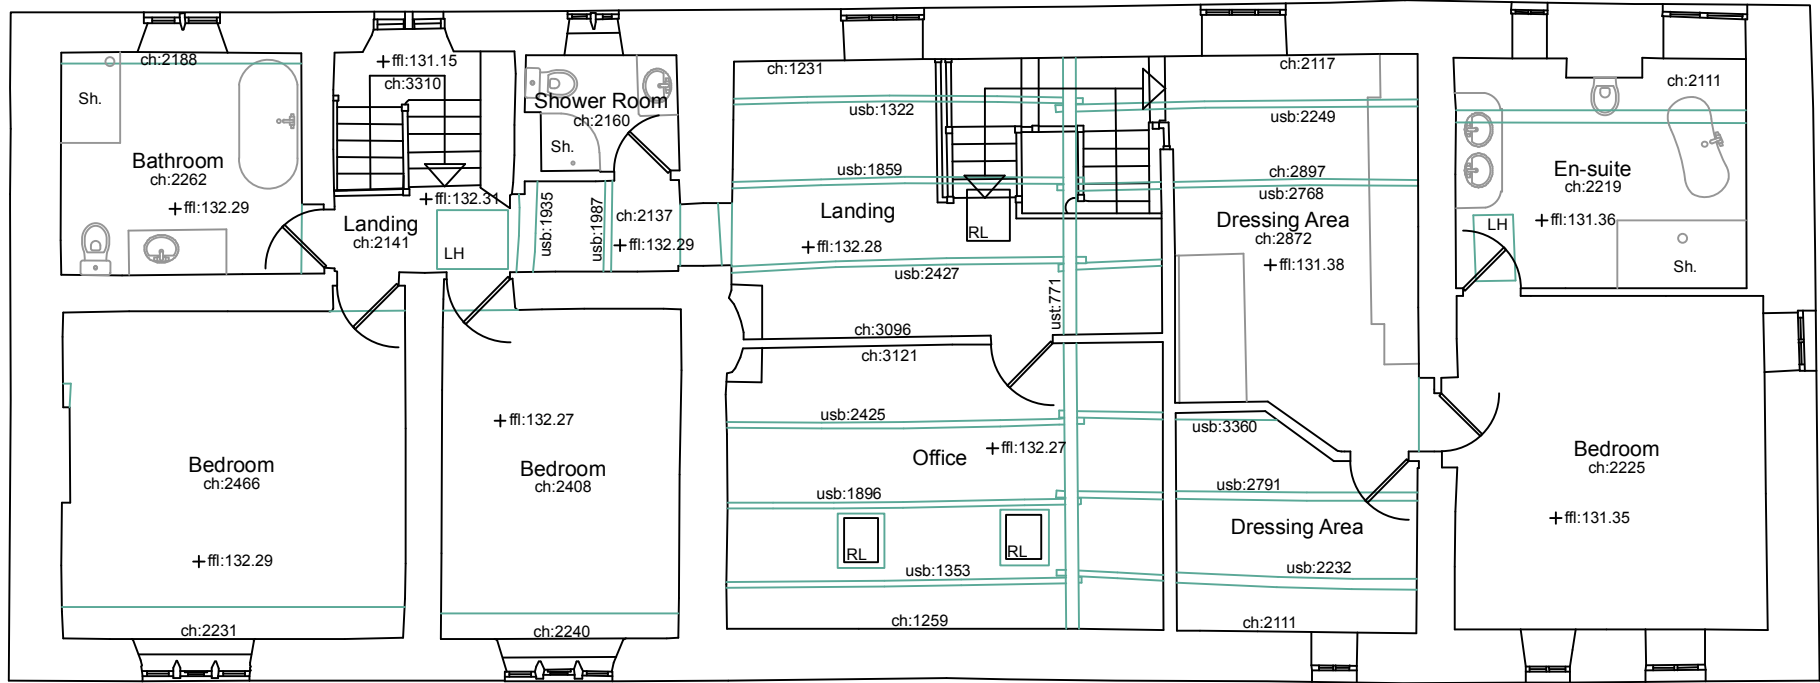 ch:2188
Sh.
Bathroom
ch:2262
ffl:132.29
ffl:131.15
ch:3310
ffl:132.31
Landing
ch:2141
LH
Shower Room
ch:2160
Sh.
usb:1935
usb:1987
ch:2137
ffl:132.29
ch:1231
usb:1322
usb:1859
Landing
ffl:132.28
RL
usb:2427
ust:771
ch:3096
ch:3121
usb:2425
Office
ffl:132.27
usb:1896
RL
RL
usb:1353
ch:1259
ch:2117
usb:2249
ch:2897
usb:2768
Dressing Area
ch:2872
ffl:131.38
usb:3360
usb:2791
Dressing Area
usb:2232
ch:2111
ch:2111
En-suite
ch:2219
ffl:131.36
LH
Sh.
Bedroom
ch:2225
ffl:131.35
Bedroom
ch:2466
ffl:132.29
ch:2231
ffl:132.27
Bedroom
ch:2408
ch:2240